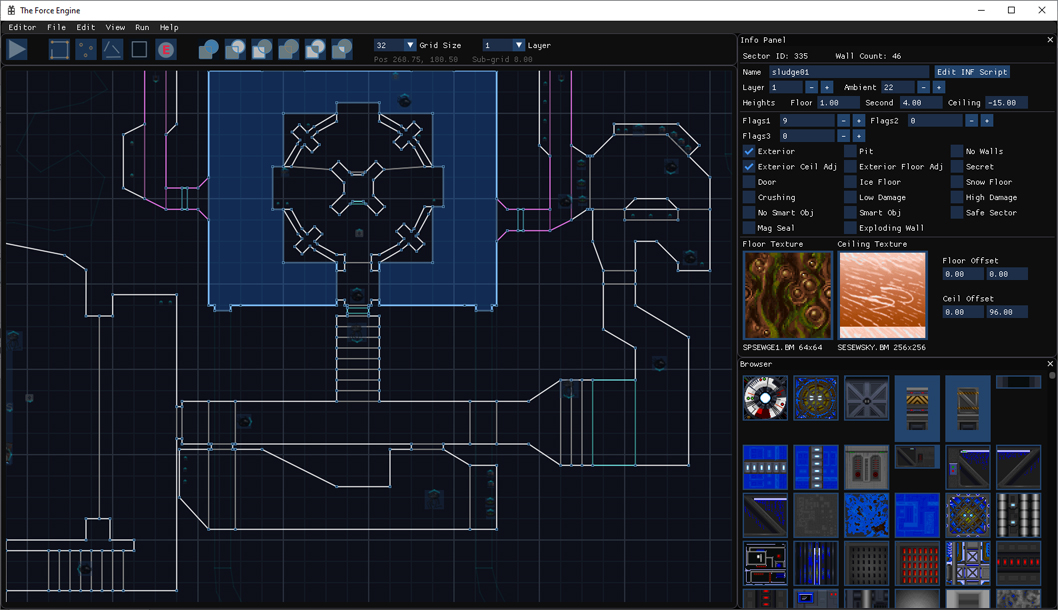 The Force Engine
Editor File Edit View Run Help
32 Grid Size 1 Layer
Pos 268.75, 180.50 Sub-grid 0.00
E
Info Panel
Sector ID: 335 Wall Count: 46
Name sludge01 Edit INF Script
Layer 1 - + Ambient 22 - +
Heights Floor 1.00 Second 4.00 Ceiling -15.00
Flags1 9 - + Flags2 0 - +
Flags3 0 - +
Exterior Pit No Walls
Exterior Ceil Adj Exterior Floor Adj Secret
Door Ice Floor Snow Floor
Crushing Low Damage High Damage
No Smart Obj Smart Obj Safe Sector
Mag Seal Exploding Wall
Floor Texture Ceiling Texture
Floor Offset
0.00 0.00
Ceil Offset
0.00 96.00
SPSEWGE1.BM 64x64 SESEWSKY.BM 256x256
Browser